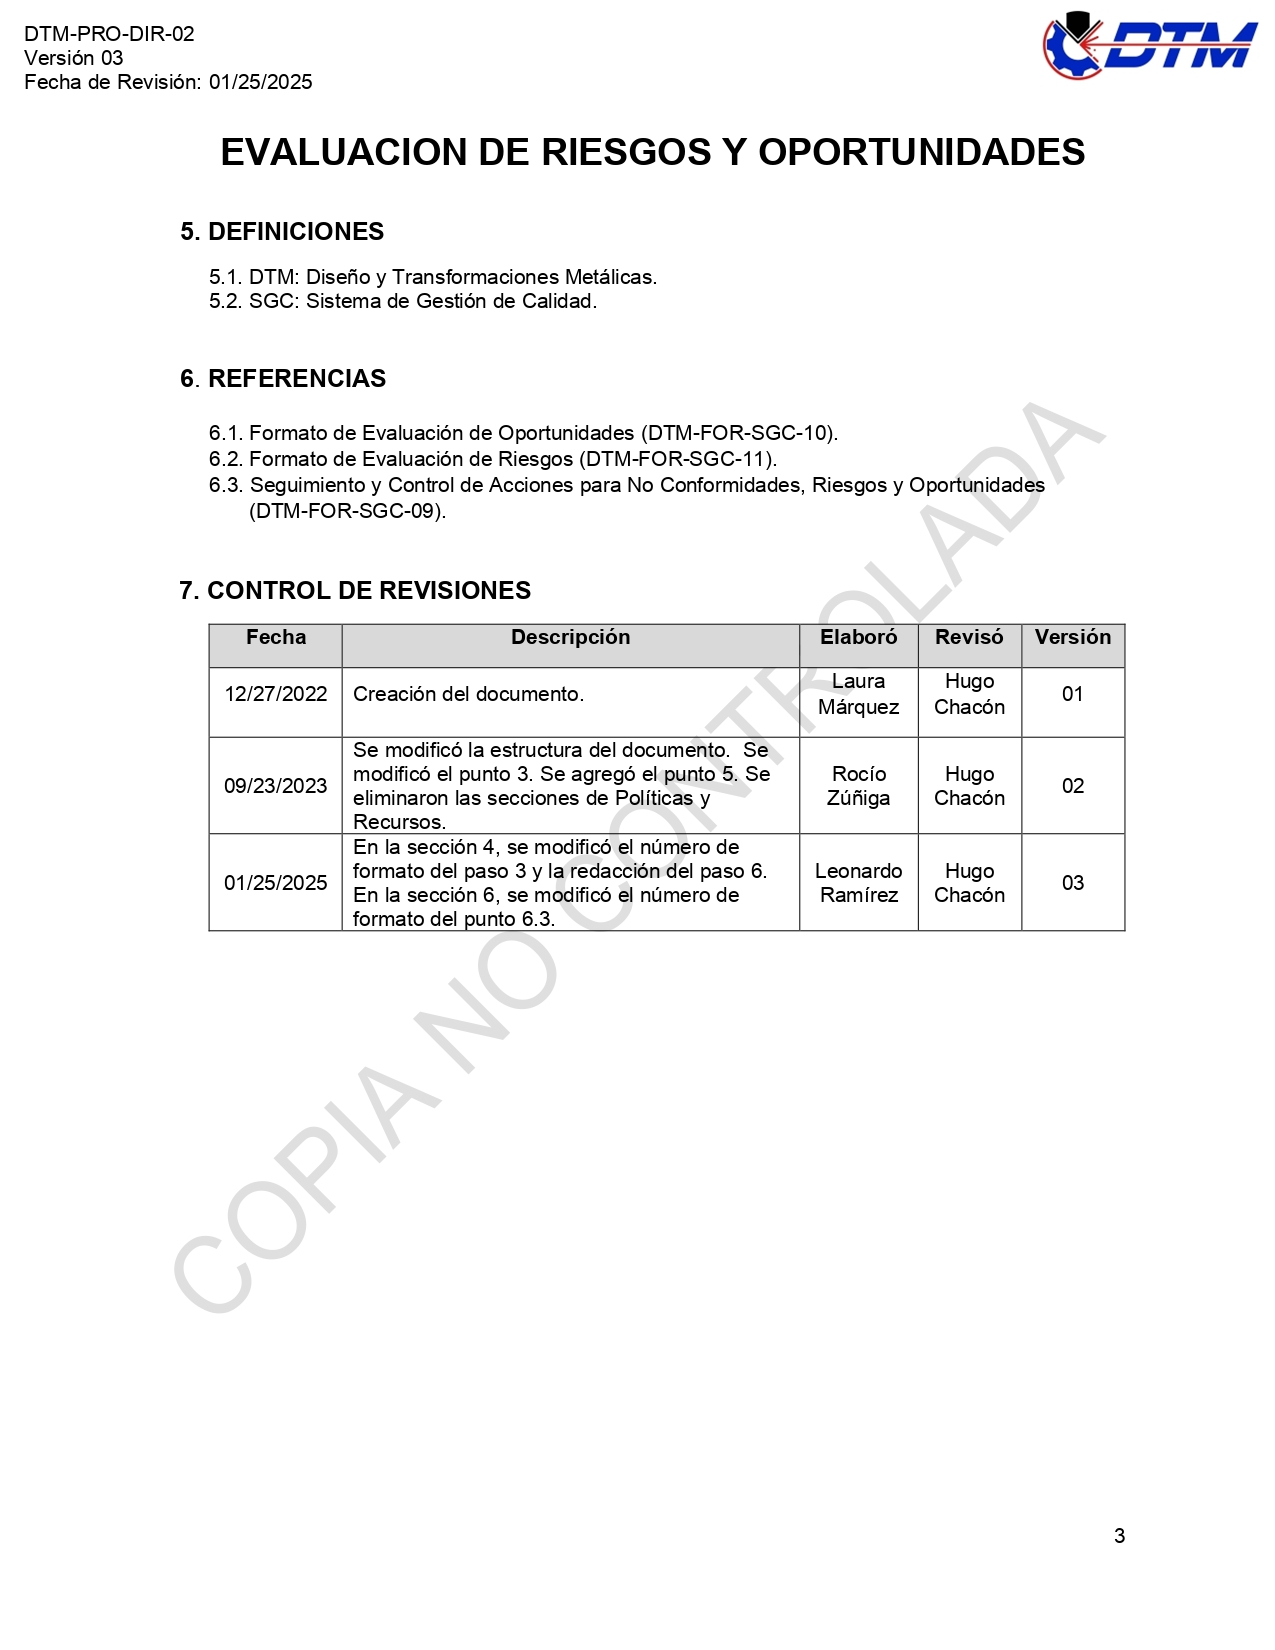 DTM-PRO-DIR-02
Versión 03
Fecha de Revisión: 01/25/2025
DTM
EVALUACION DE RIESGOS Y OPORTUNIDADES
5. DEFINICIONES
5.1. DTM: Diseño y Transformaciones Metálicas.
5.2. SGC: Sistema de Gestión de Calidad.
6. REFERENCIAS
6.1. Formato de Evaluación de Oportunidades (DTM-FOR-SGC-10).
6.2. Formato de Evaluación de Riesgos (DTM-FOR-SGC-11).
6.3. Seguimiento y Control de Acciones para No Conformidades, Riesgos y Oportunidades
(DTM-FOR-SGC-09).
7. CONTROL DE REVISIONES
Fecha Descripción Elaboró Revisó Versión
12/27/2022 Creación del documento. Laura Márquez Hugo Chacón 01
09/23/2023 Se modificó la estructura del documento. Se
modificó el punto 3. Se agregó el punto 5. Se
eliminaron las secciones de Políticas y
Recursos. Rocío Zúñiga Hugo Chacón 02
01/25/2025 En la sección 4, se modificó el número de
formato del paso 3 y la redacción del paso 6.
En la sección 6, se modificó el número de
formato del punto 6.3. Leonardo Ramírez Hugo Chacón 03
COPIA NO CONTROLADA
3